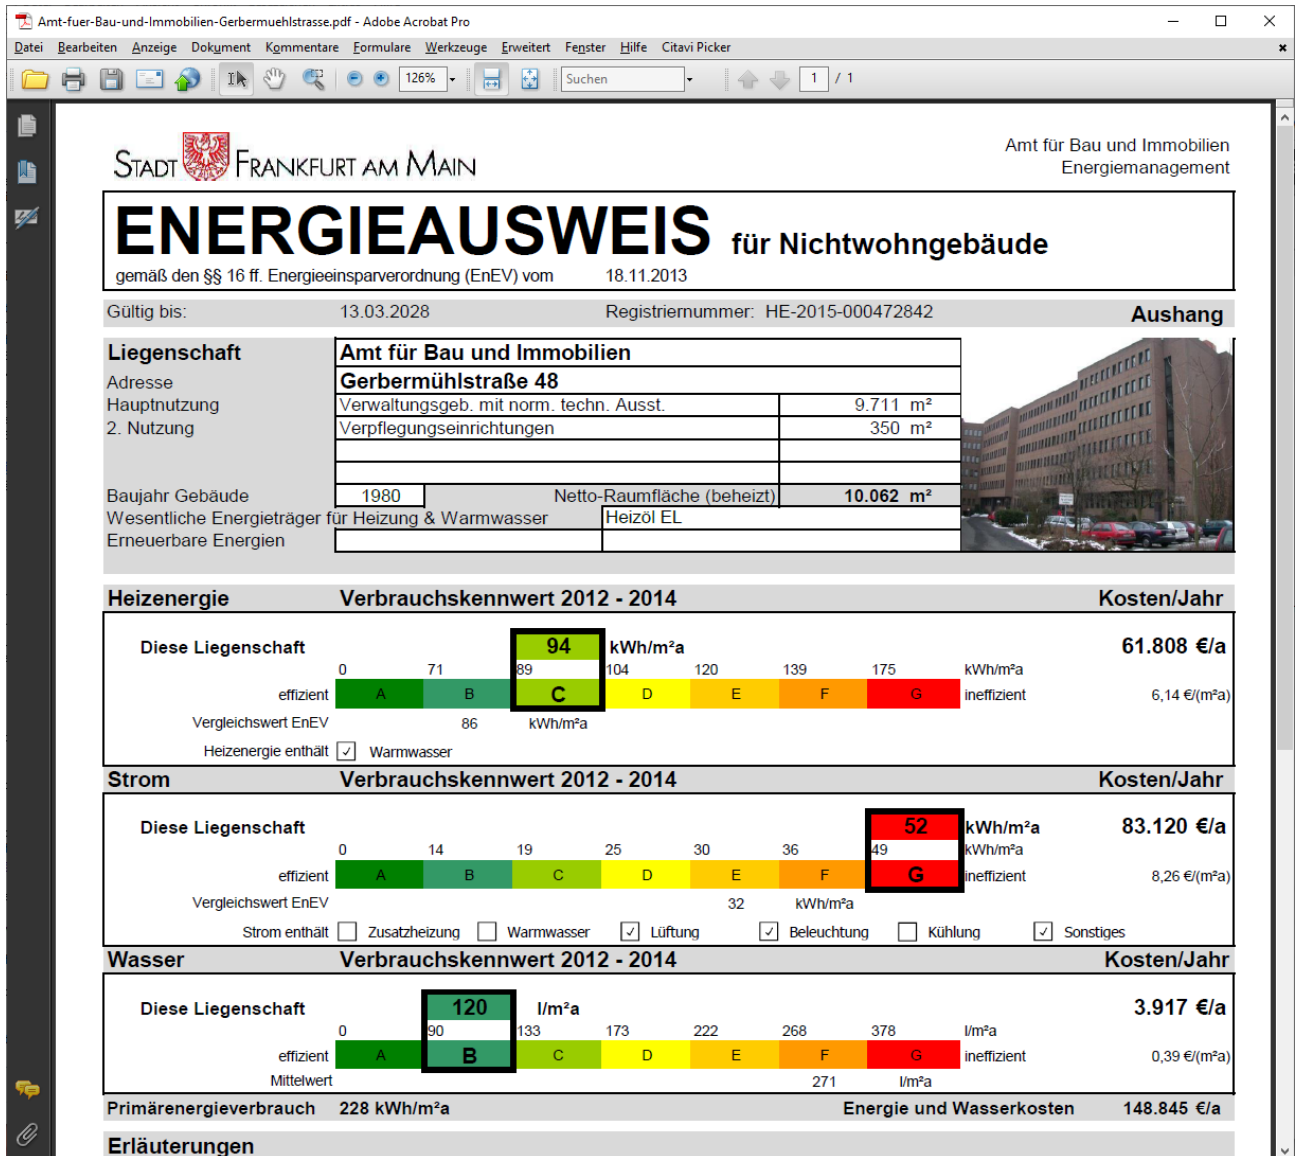 Amt-fuer-Bau-und-Immobilien-Gerbermuehlstrasse.pdf - Adobe Acrobat Pro
Datei Bearbeiten Anzeige Dokument Kommentare Formulare Werkzeuge Erweitert Fenster Hilfe Citavi Picker
126% Suchen 1 / 1
STADT FRANKFURT AM MAIN
Amt für Bau und Immobilien
Energiemanagement
ENERGIEAUSWEIS für Nichtwohngebäude
gemäß den §§ 16 ff. Energieeinsparverordnung (EnEV) vom 18.11.2013
Gültig bis: 13.03.2028 Registriernummer: HE-2015-000472842 Aushang
Liegenschaft Amt für Bau und Immobilien
Adresse Gerbermühlstraße 48
Hauptnutzung Verwaltungsgeb. mit norm. techn. Ausst. 9.711 m²
2. Nutzung Verpflegungseinrichtungen 350 m²
Baujahr Gebäude 1980 Netto-Raumfläche (beheizt) 10.062 m²
Wesentliche Energieträger für Heizung & Warmwasser Heizöl EL
Erneuerbare Energien
Heizenergie Verbrauchskennwert 2012 - 2014 Kosten/Jahr
Diese Liegenschaft 94 kWh/m²a 61.808 €/a
0 71 89 104 120 139 175 kWh/m²a
effizient A B C D E F G ineffizient 6,14 €/(m²a)
Vergleichswert EnEV 86 kWh/m²a
Heizenergie enthält ✓ Warmwasser
Strom Verbrauchskennwert 2012 - 2014 Kosten/Jahr
Diese Liegenschaft 52 kWh/m²a 83.120 €/a
0 14 19 25 30 36 49 kWh/m²a
effizient A B C D E F G ineffizient 8,26 €/(m²a)
Vergleichswert EnEV 32 kWh/m²a
Strom enthält Zusatzheizung Warmwasser ✓ Lüftung ✓ Beleuchtung Kühlung ✓ Sonstiges
Wasser Verbrauchskennwert 2012 - 2014 Kosten/Jahr
Diese Liegenschaft 120 l/m²a 3.917 €/a
0 90 133 173 222 268 378 l/m²a
effizient A B C D E F G ineffizient 0,39 €/(m²a)
Mittelwert 271 l/m²a
Primärenergieverbrauch 228 kWh/m²a Energie und Wasserkosten 148.845 €/a
Erläuterungen